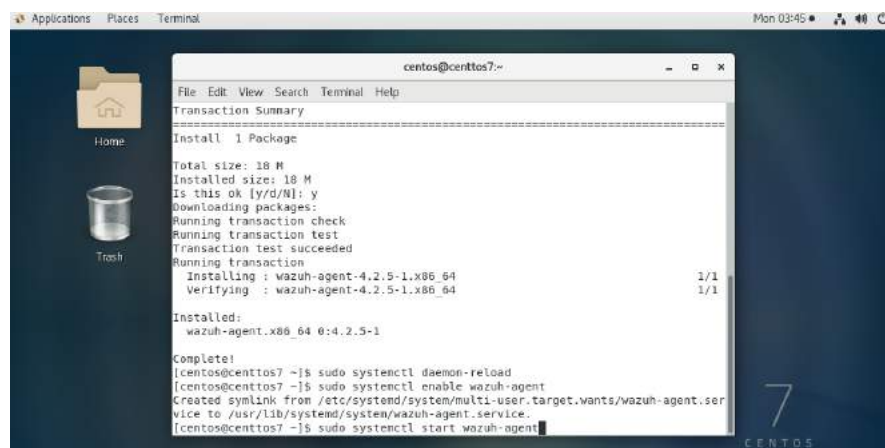 Applications Places Terminal Mon 03:45
centos@centtos7:~
File Edit View Search Terminal Help
Transaction Summary
================================================================================
Install 1 Package
Total size: 18 M
Installed size: 18 M
Is this ok [y/d/N]: y
Downloading packages:
Running transaction check
Running transaction test
Transaction test succeeded
Running transaction
Installing : wazuh-agent-4.2.5-1.x86_64 1/1
Verifying : wazuh-agent-4.2.5-1.x86_64 1/1
Installed:
wazuh-agent.x86_64 0:4.2.5-1
Complete!
[centos@centtos7 ~]$ sudo systemctl daemon-reload
[centos@centtos7 ~]$ sudo systemctl enable wazuh-agent
Created symlink from /etc/systemd/system/multi-user.target.wants/wazuh-agent.ser
vice to /usr/lib/systemd/system/wazuh-agent.service.
[centos@centtos7 ~]$ sudo systemctl start wazuh-agent
Home
Trash
7
CENTOS